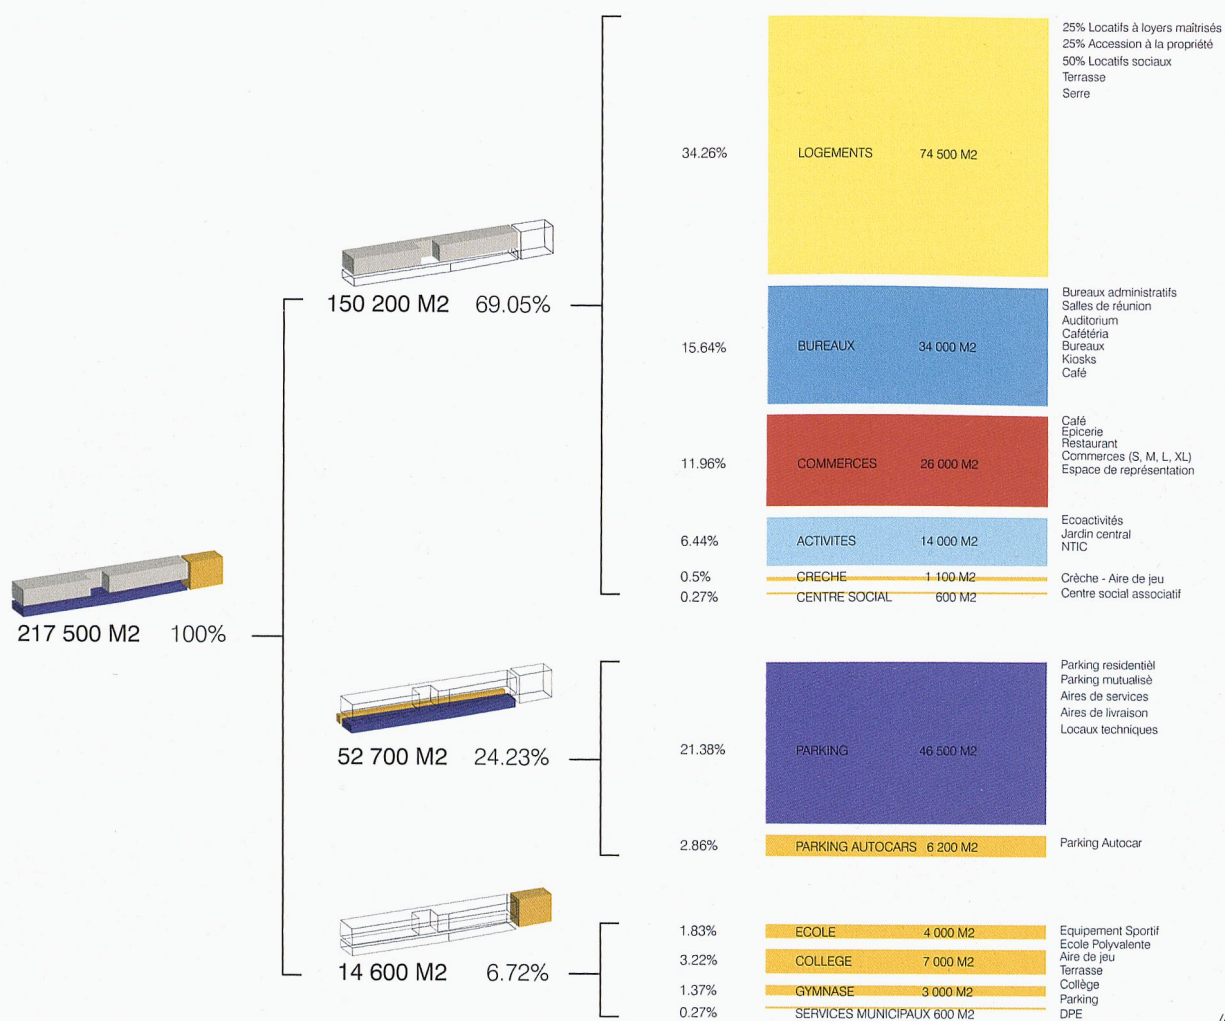 217 500 M2 100%
150 200 M2 69.05%
34.26% LOGEMENTS 74 500 M2
25% Locatifs à loyers maîtrisés
25% Accession à la propriété
50% Locatifs sociaux
Terrasse
Serre
15.64% BUREAUX 34 000 M2
Bureaux administratifs
Salles de réunion
Auditorium
Cafétéria
Bureaux
Kiosks
Café
11.96% COMMERCES 26 000 M2
Café
Epicerie
Restaurant
Commerces (S, M, L, XL)
Espace de représentation
6.44% ACTIVITES 14 000 M2
Ecoactivités
Jardin central
NTIC
0.5% CRECHE 1 100 M2
Crèche - Aire de jeu
0.27% CENTRE SOCIAL 600 M2
Centre social associatif
52 700 M2 24.23%
21.38% PARKING 46 500 M2
Parking residentièl
Parking mutualisè
Aires de services
Aires de livraison
Locaux techniques
2.86% PARKING AUTOCARS 6 200 M2
Parking Autocar
14 600 M2 6.72%
1.83% ECOLE 4 000 M2
3.22% COLLEGE 7 000 M2
1.37% GYMNASE 3 000 M2
0.27% SERVICES MUNICIPAUX 600 M2
Equipement Sportif
Ecole Polyvalente
Aire de jeu
Terrasse
Collège
Parking
DPE